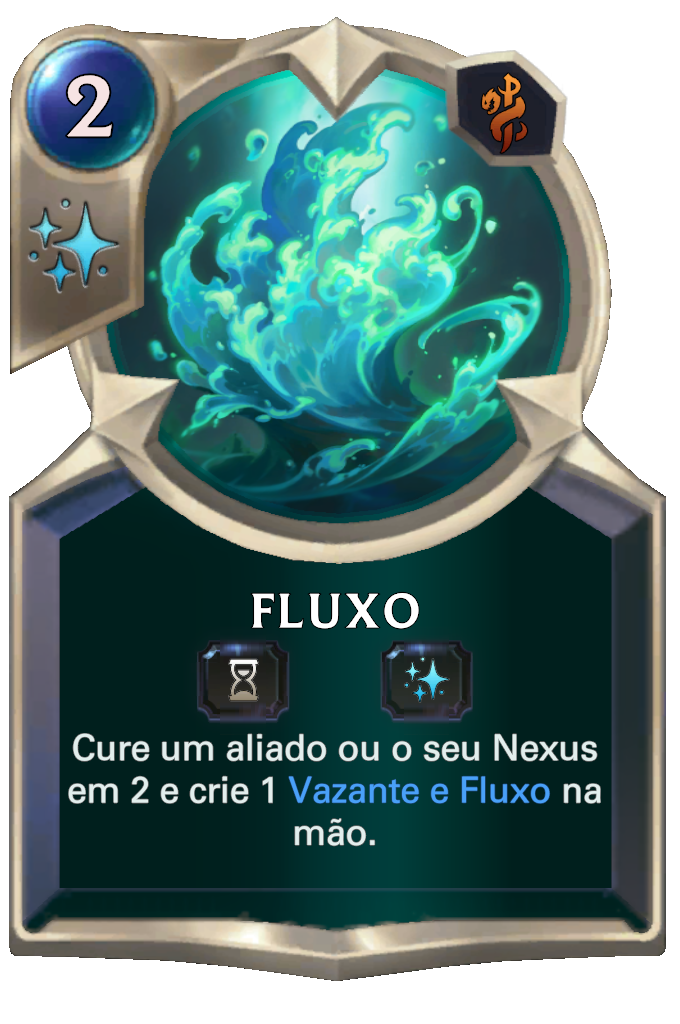 2
FLUXO
Cure um aliado ou o seu Nexus
em 2 e crie 1 Vazante e Fluxo na
mão.